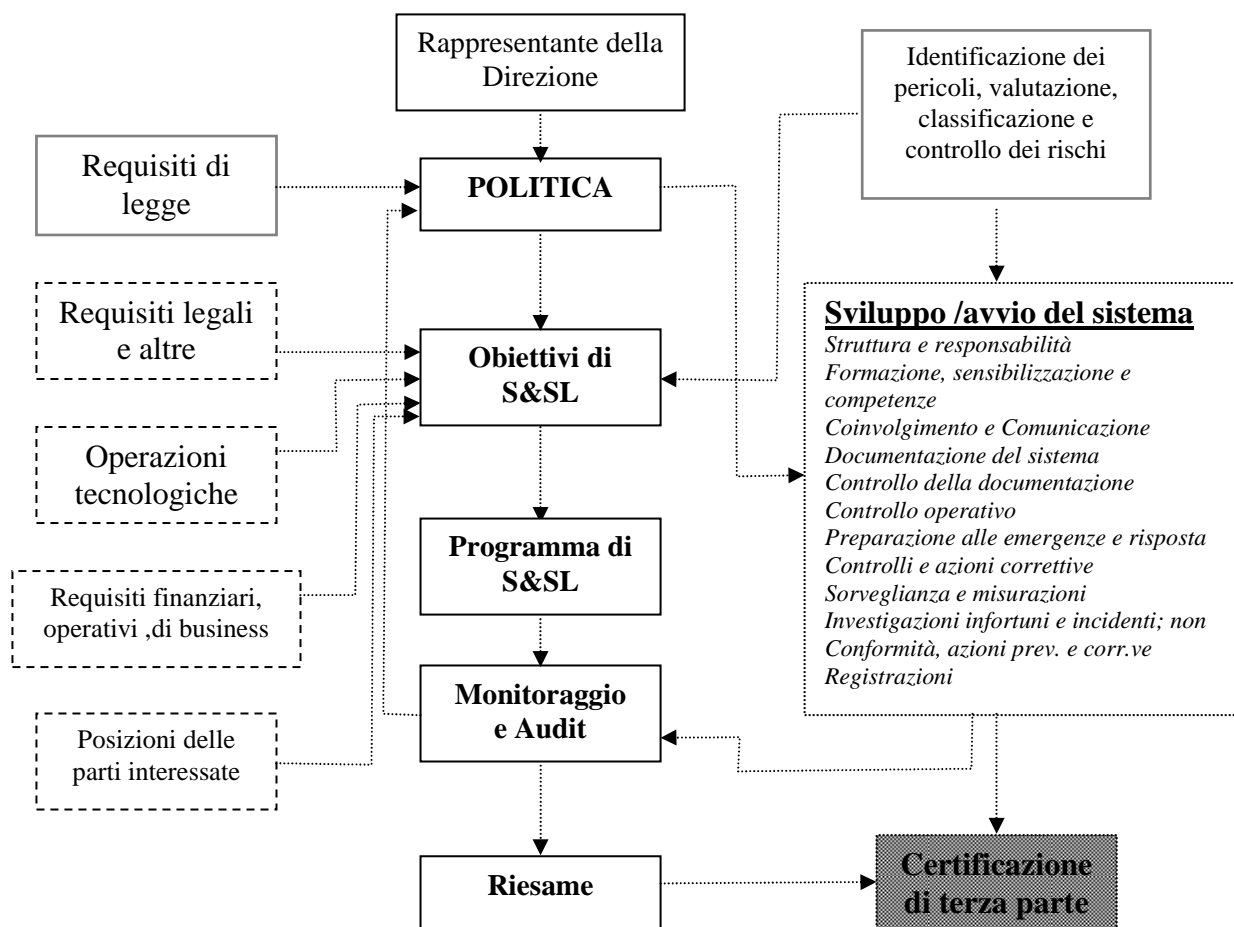 Rappresentante della
Direzione
Identificazione dei
pericoli, valutazione,
classificazione e
controllo dei rischi
Requisiti di
legge
POLITICA
Requisiti legali
e altre
Obiettivi di
S&SL
Operazioni
tecnologiche
Programma di
S&SL
Requisiti finanziari,
operativi ,di business
Monitoraggio
e Audit
Posizioni delle
parti interessate
Riesame
Sviluppo /avvio del sistema
Struttura e responsabilità
Formazione, sensibilizzazione e
competenze
Coinvolgimento e Comunicazione
Documentazione del sistema
Controllo della documentazione
Controllo operativo
Preparazione alle emergenze e risposta
Controlli e azioni correttive
Sorveglianza e misurazioni
Investigazioni infortuni e incidenti; non
Conformità, azioni prev. e corr.ve
Registrazioni
Certificazione
di terza parte